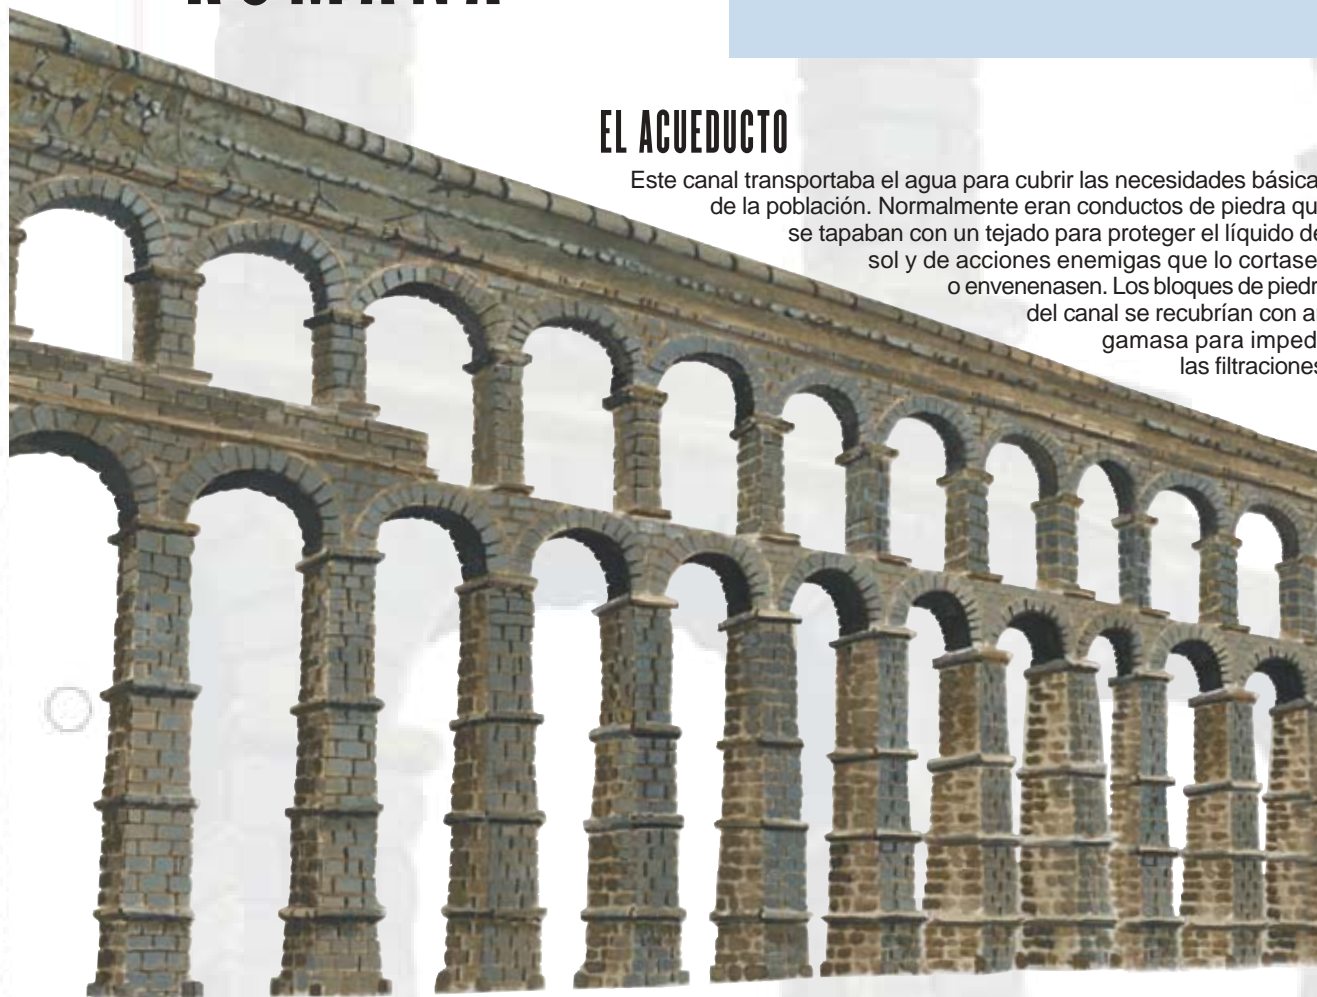 ROMANA
EL ACUEDUCTO
Este canal transportaba el agua para cubrir las necesidades básica
de la población. Normalmente eran conductos de piedra qu
se tapaban con un tejado para proteger el líquido de
sol y de acciones enemigas que lo cortase
o envenenasen. Los bloques de piedr
del canal se recubrían con a
gamasa para imped
las filtraciones